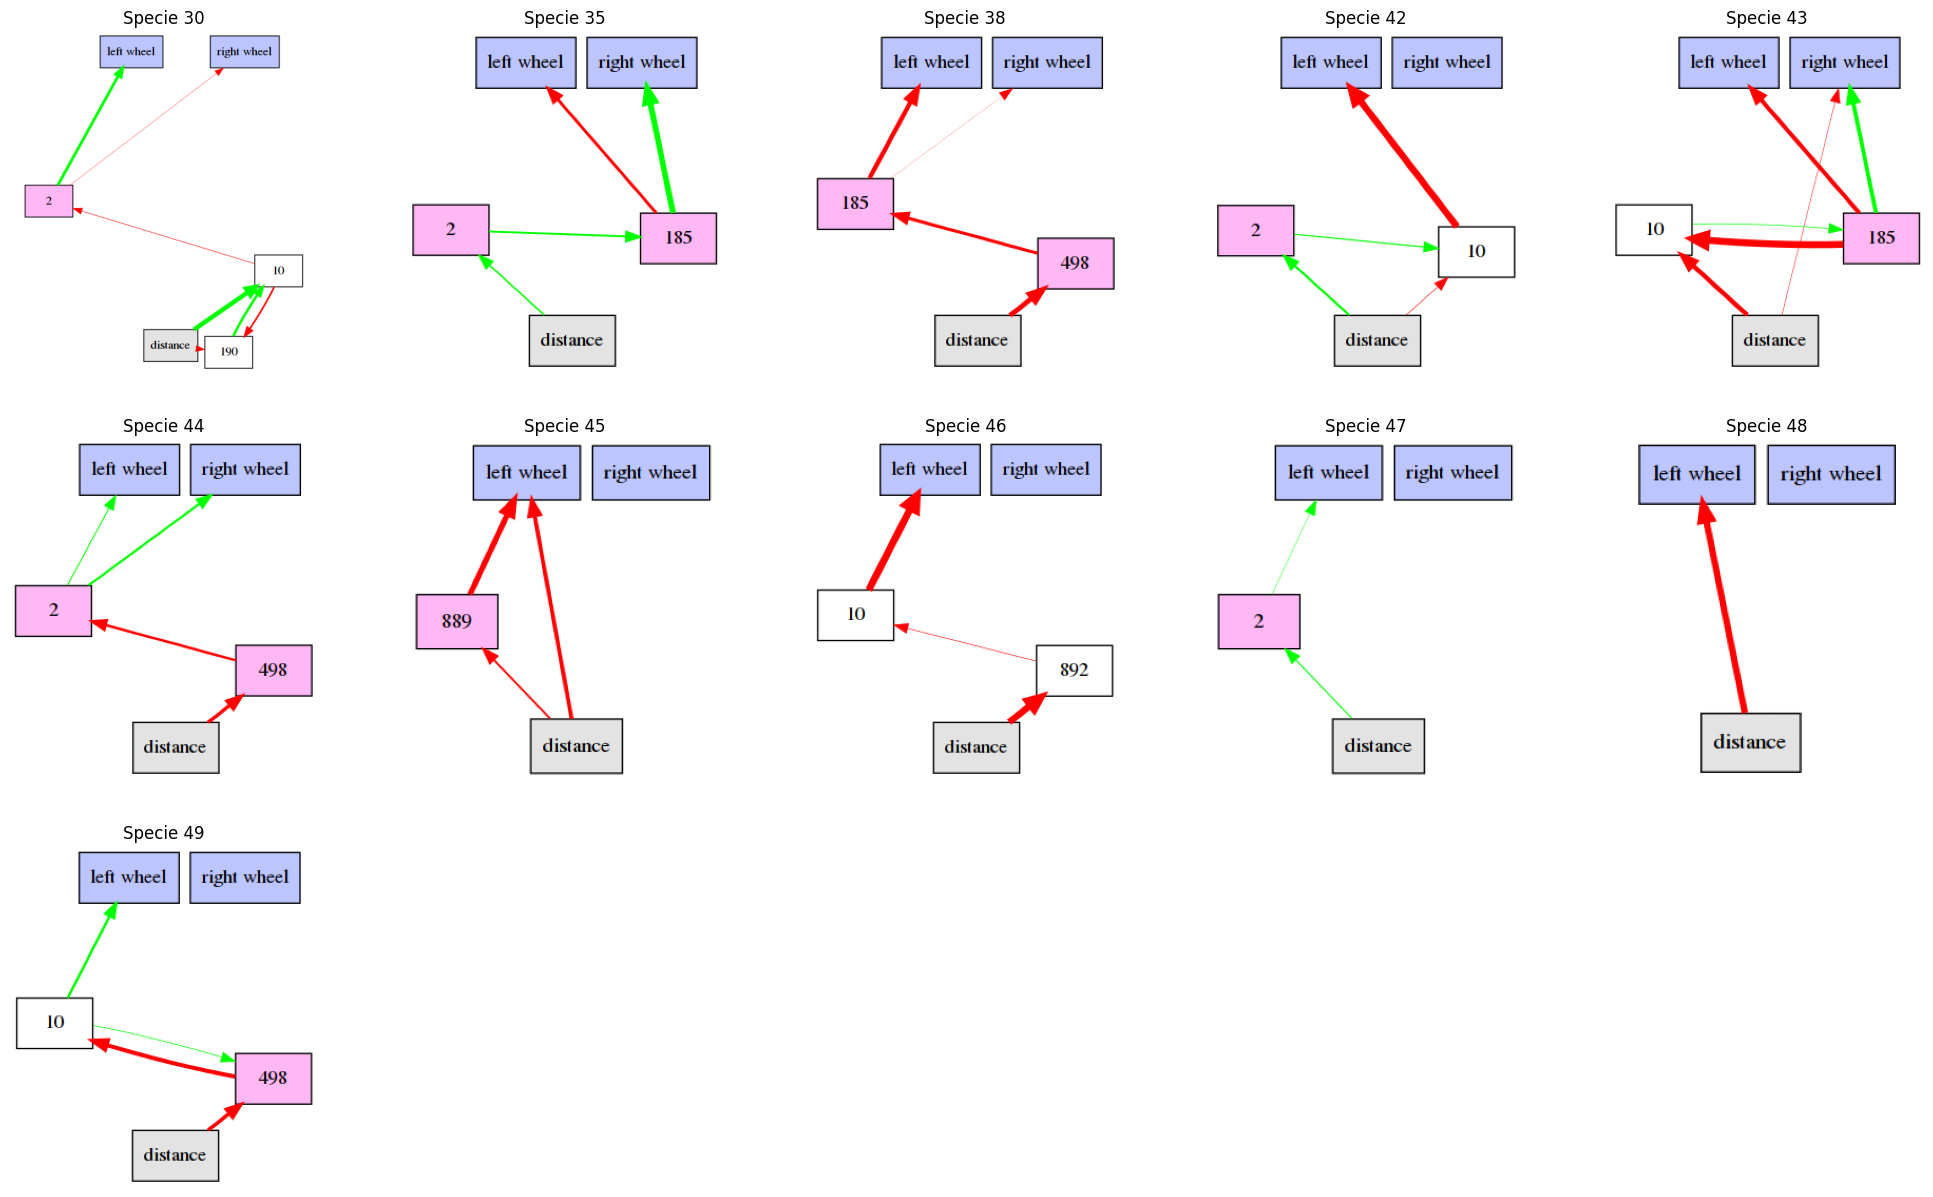 Specie 30
left wheel
right wheel
2
10
distance
190
Specie 35
left wheel
right wheel
2
185
distance
Specie 38
left wheel
right wheel
185
498
distance
Specie 42
left wheel
right wheel
2
10
distance
Specie 43
left wheel
right wheel
10
185
distance
Specie 44
left wheel
right wheel
2
498
distance
Specie 45
left wheel
right wheel
889
distance
Specie 46
left wheel
right wheel
10
892
distance
Specie 47
left wheel
right wheel
2
distance
Specie 48
left wheel
right wheel
distance
Specie 49
left wheel
right wheel
10
498
distance